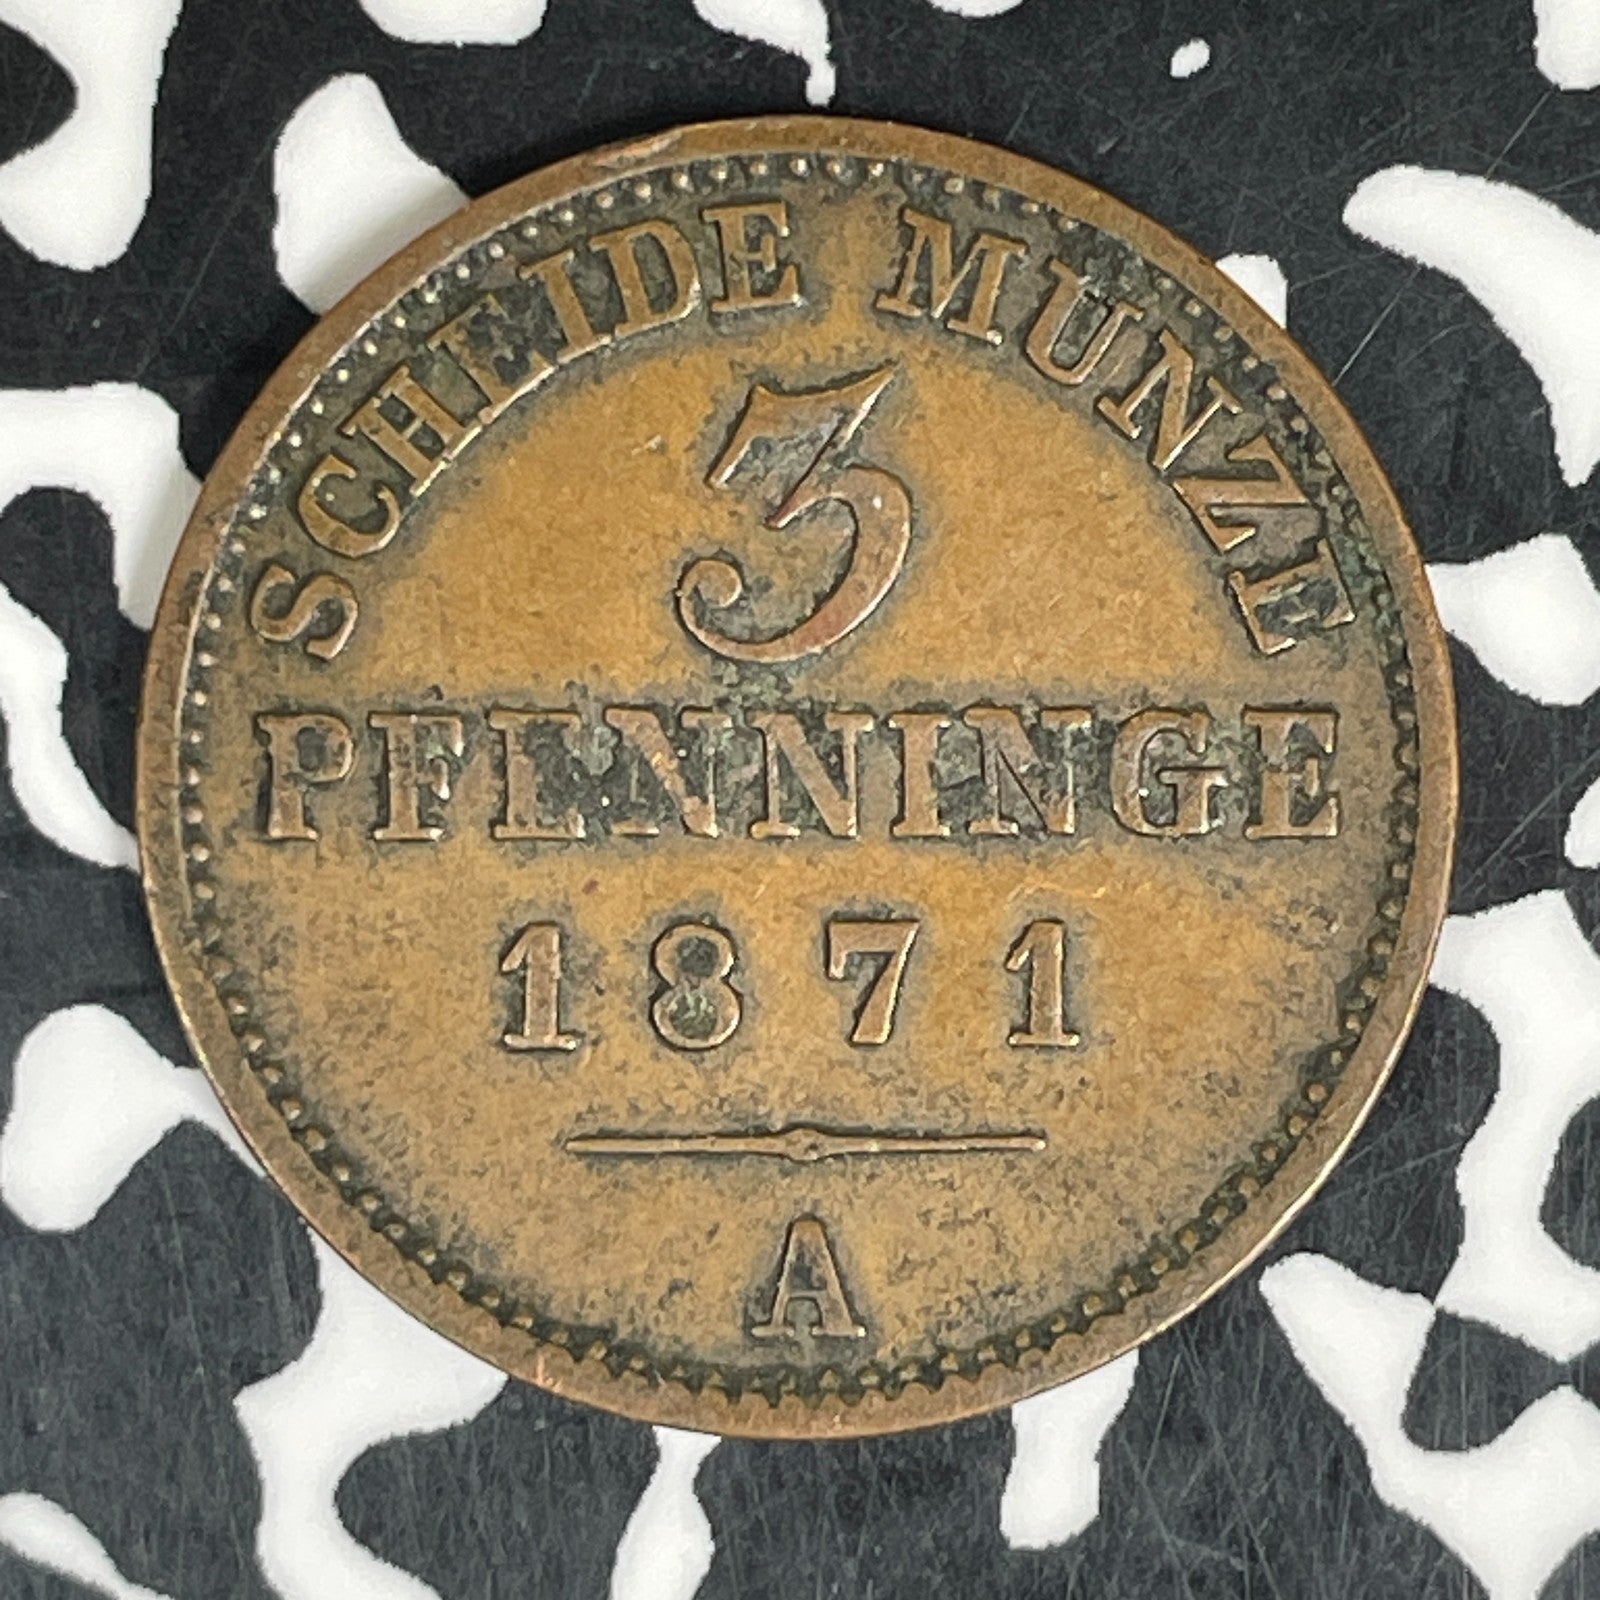 SCHEIDE MUNZE
3
PFENNINGE
1871
A